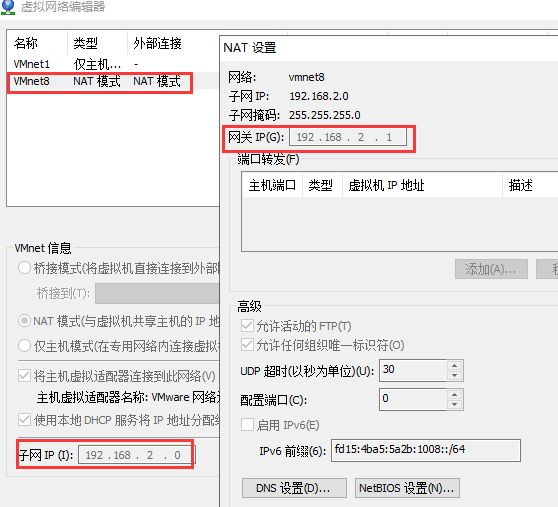 虚拟网络编辑器
名称 类型 外部连接
VMnet1 仅主机... -
VMnet8 NAT 模式 NAT 模式
VMnet 信息
桥接模式(将虚拟机直接连接到外部
桥接到(T):
NAT 模式(与虚拟机共享主机的 IP 地
仅主机模式(在专用网络内连接虚拟
将主机虚拟适配器连接到此网络(V)
主机虚拟适配器名称: VMware 网络
使用本地 DHCP 服务将 IP 地址分配
子网 IP (I): 192 . 168 . 2 . 0
NAT 设置
网络: vmnet8
子网 IP: 192.168.2.0
子网掩码: 255.255.255.0
网关 IP(G): 192 . 168 . 2 . 1
端口转发(F)
主机端口 类型 虚拟机 IP 地址 描述
添加(A)...
高级
允许活动的 FTP(T)
允许任何组织唯一标识符(O)
UDP 超时(以秒为单位)(U): 30
配置端口(C): 0
启用 IPv6(E)
IPv6 前缀(6): fd15:4ba5:5a2b:1008::/64
DNS 设置(D)... NetBIOS 设置(N)...